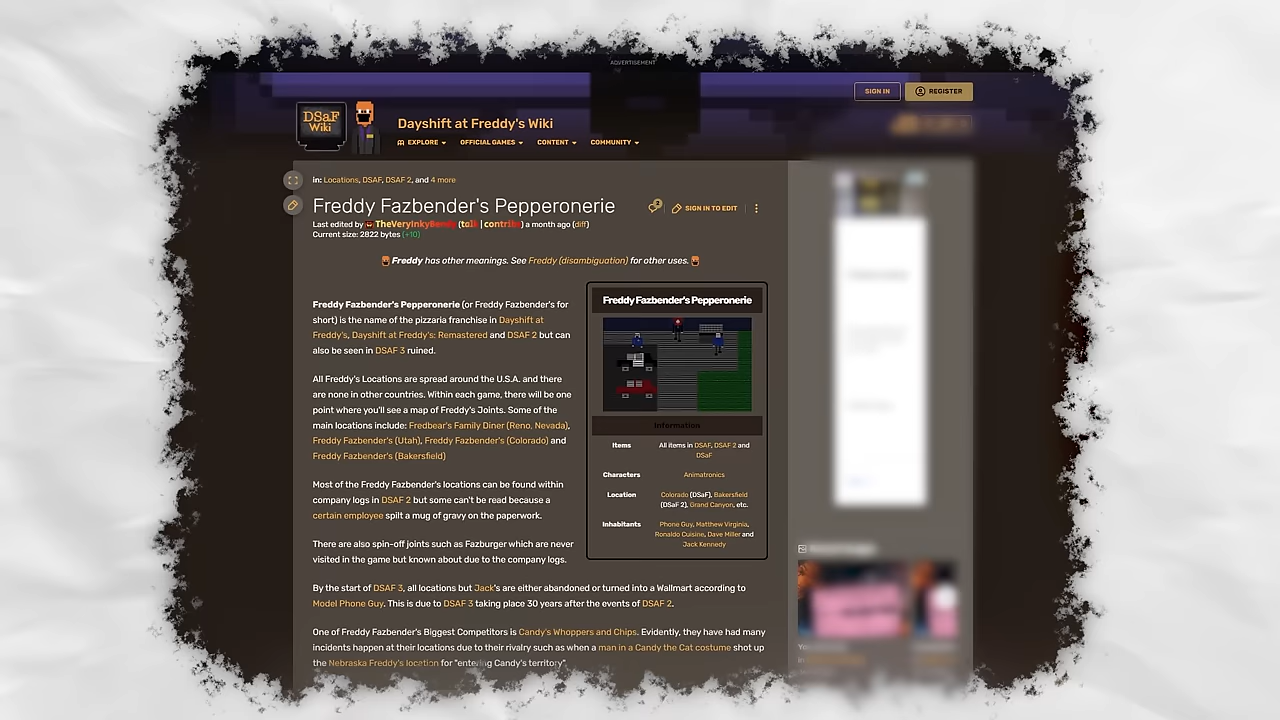 ADVERTISEMENT
SIGN IN
REGISTER
DSaF
Wiki
Dayshift at Freddy's Wiki
EXPLORE
OFFICIAL GAMES
CONTENT
COMMUNITY
in: Locations, DSAF, DSAF 2, and 4 more
Freddy Fazbender's Pepperonerie
SIGN IN TO EDIT
Last edited by TheVeryInky (talk | contribs) a month ago (diff)
Current size: 2822 bytes (+10)
Freddy has other meanings. See Freddy (disambiguation) for other uses.
Freddy Fazbender's Pepperonerie (or Freddy Fazbender's for
short) is the name of the pizzaria franchise in Dayshift at
Freddy's, Dayshift at Freddy's: Remastered and DSAF 2 but can
also be seen in DSAF 3 ruined.
All Freddy's Locations are spread around the U.S.A. and there
are none in other countries. Within each game, there will be one
point where you'll see a map of Freddy's Joints. Some of the
main locations include: Fredbear's Family Diner (Reno, Nevada),
Freddy Fazbender's (Utah), Freddy Fazbender's (Colorado) and
Freddy Fazbender's (Bakersfield)
Most of the Freddy Fazbender's locations can be found within
company logs in DSAF 2 but some can't be read because a
certain employee spilt a mug of gravy on the paperwork.
There are also spin-off joints such as Fazburger which are never
visited in the game but known about due to the company logs.
Freddy Fazbender's Pepperonerie
Information
Items All items in DSAF, DSAF 2 and
DSaF
Characters Animatronics
Location Colorado (DSaF), Bakersfield
(DSaF 2), Grand Canyon, etc.
Inhabitants Phone Guy, Matthew Virginia,
Ronaldo Cuisine, Dave Miller and
Jack Kennedy
By the start of DSAF 3, all locations but Jack's are either abandoned or turned into a Wallmart according to
Model Phone Guy. This is due to DSAF 3 taking place 30 years after the events of DSAF 2.
One of Freddy Fazbender's Biggest Competitors is Candy's Whoppers and Chips. Evidently, they have had many
incidents happen at their locations due to their rivalry such as when a man in a Candy the Cat costume shot up
the Nebraska Freddy's location for "entering Candy's territory"